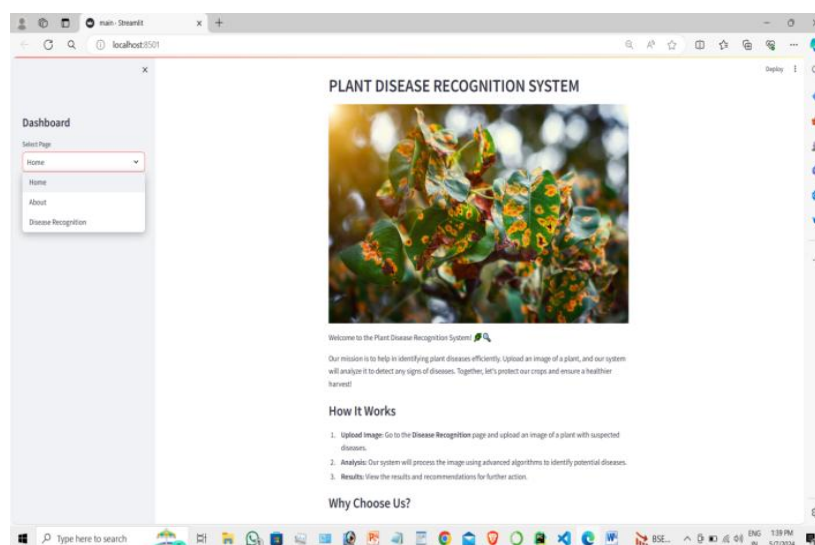 main · Streamlit
localhost:8501
Deploy
Dashboard
Select Page
Home
Home
About
Disease Recognition
PLANT DISEASE RECOGNITION SYSTEM
Welcome to the Plant Disease Recognition System! 🌿🔍
Our mission is to help in identifying plant diseases efficiently. Upload an image of a plant, and our system
will analyze it to detect any signs of diseases. Together, let's protect our crops and ensure a healthier
harvest!
How It Works
1. Upload Image: Go to the Disease Recognition page and upload an image of a plant with suspected
diseases.
2. Analysis: Our system will process the image using advanced algorithms to identify potential diseases.
3. Results: View the results and recommendations for further action.
Why Choose Us?
Type here to search
BSE...
ENG
IN
1:39 PM
5/7/2024